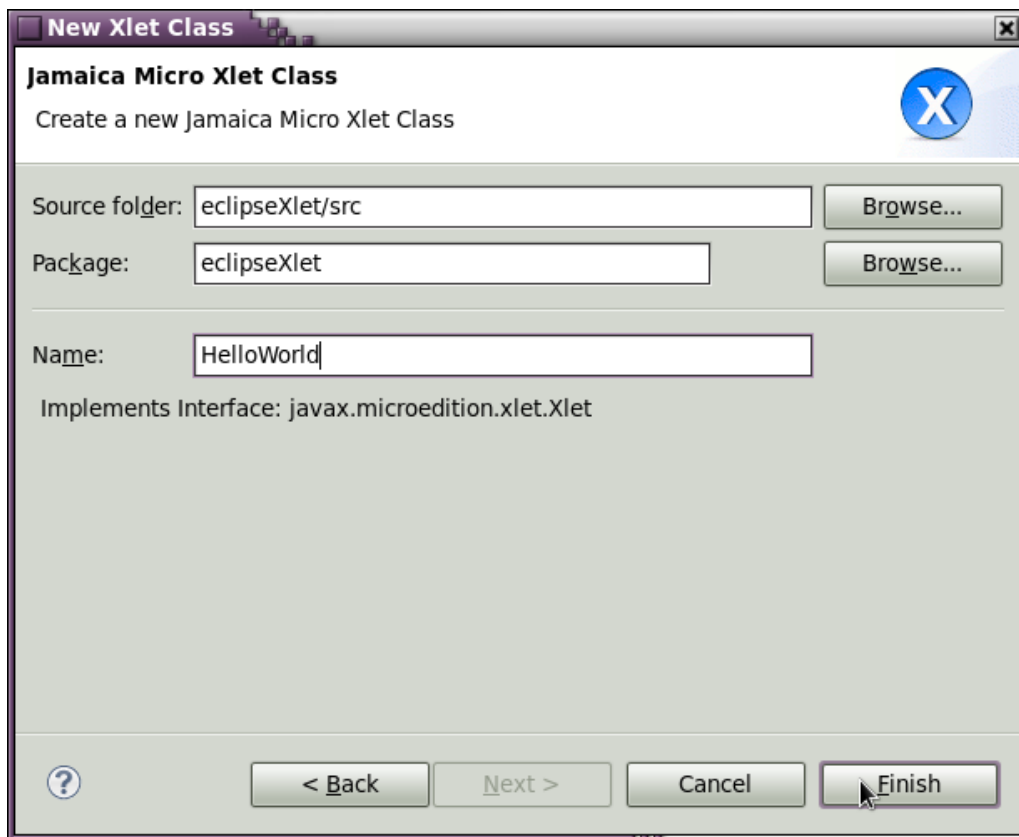 New Xlet Class
Jamaica Micro Xlet Class
Create a new Jamaica Micro Xlet Class
X
Source folder: eclipseXlet/src Browse...
Package: eclipseXlet Browse...
Name: HelloWorld
Implements Interface: javax.microedition.xlet.Xlet
? < Back Next > Cancel Finish